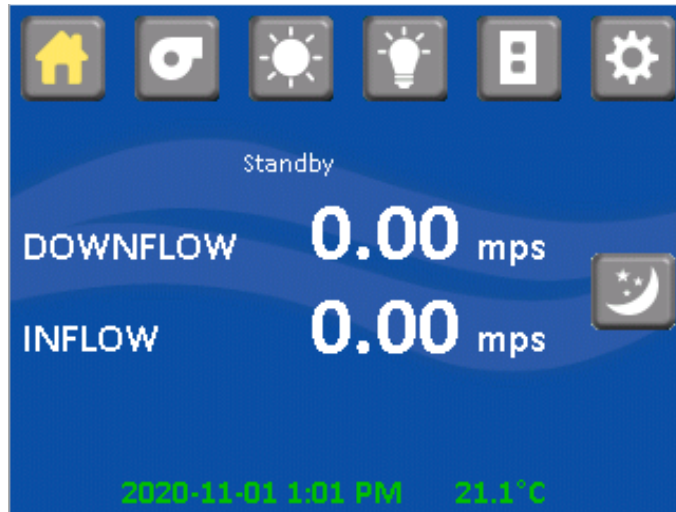 Standby
DOWNFLOW 0.00 mps
INFLOW 0.00 mps
2020-11-01 1:01 PM 21.1°C